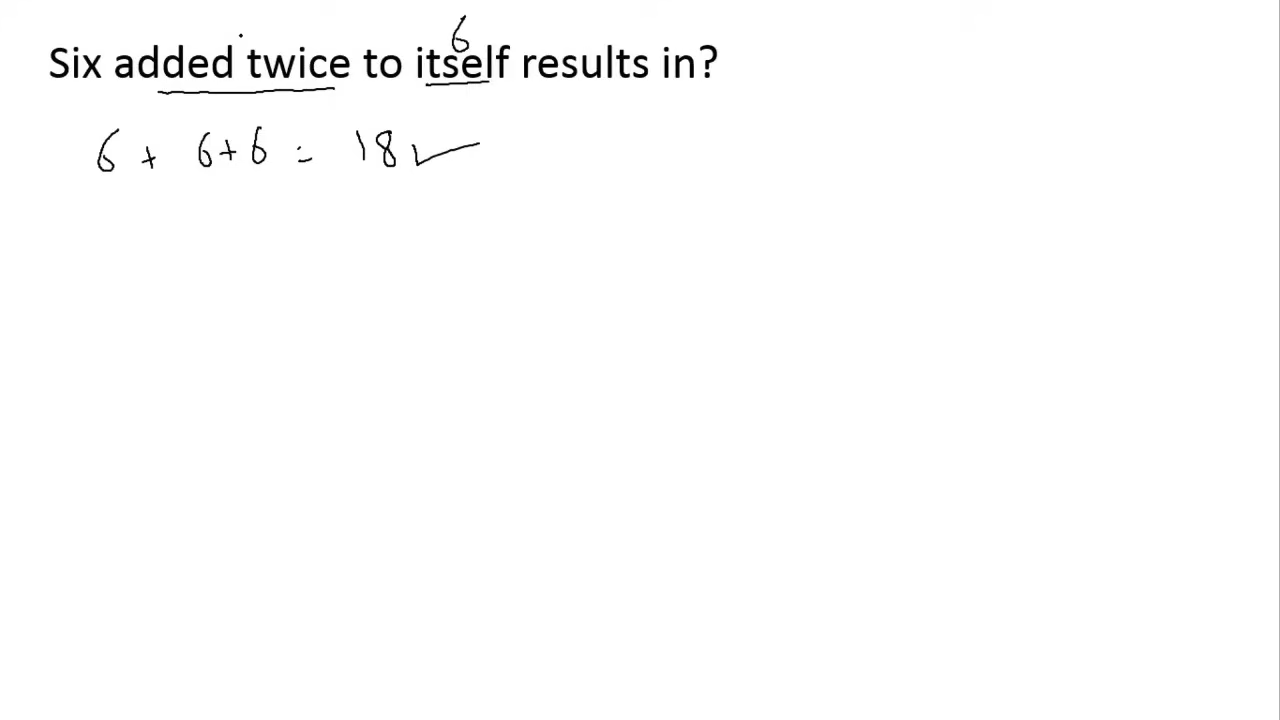 6
Six added twice to itself results in?
6 + 6+6 = 18